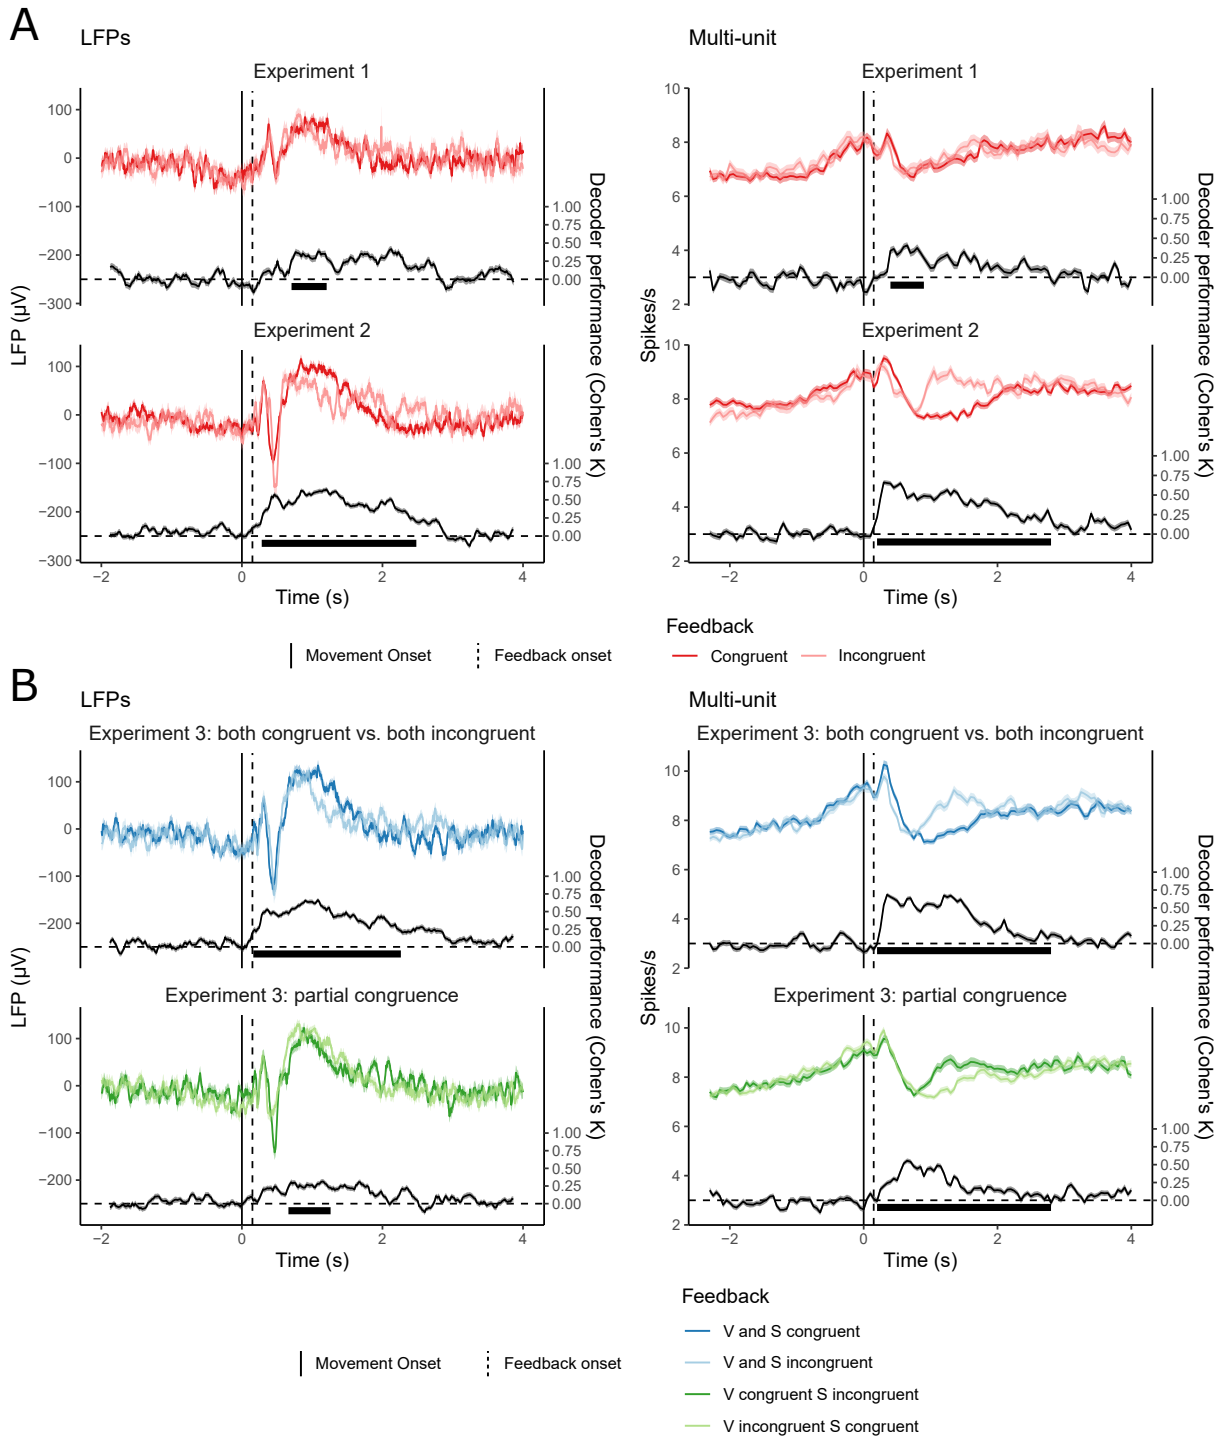 A
LFPs
Multi-unit
Experiment 1
Experiment 1
100
0
−100
−200
−300
1.00
0.75
0.50
0.25
0.00
10
8
6
4
2
1.00
0.75
0.50
0.25
0.00
Experiment 2
Experiment 2
100
0
−100
−200
−300
1.00
0.75
0.50
0.25
0.00
10
8
6
4
2
1.00
0.75
0.50
0.25
0.00
LFP (µV)
Decoder performance (Cohen's K)
Spikes/s
Decoder performance (Cohen's K)
−2 0 2 4
−2 0 2 4
Time (s)
Time (s)
Movement Onset
Feedback onset
Feedback
Congruent
Incongruent
B
LFPs
Multi-unit
Experiment 3: both congruent vs. both incongruent
Experiment 3: both congruent vs. both incongruent
100
0
−100
−200
1.00
0.75
0.50
0.25
0.00
10
8
6
4
2
1.00
0.75
0.50
0.25
0.00
Experiment 3: partial congruence
Experiment 3: partial congruence
100
0
−100
−200
1.00
0.75
0.50
0.25
0.00
10
8
6
4
2
1.00
0.75
0.50
0.25
0.00
LFP (µV)
Decoder performance (Cohen's K)
Spikes/s
Decoder performance (Cohen's K)
−2 0 2 4
−2 0 2 4
Time (s)
Time (s)
Movement Onset
Feedback onset
Feedback
V and S congruent
V and S incongruent
V congruent S incongruent
V incongruent S congruent